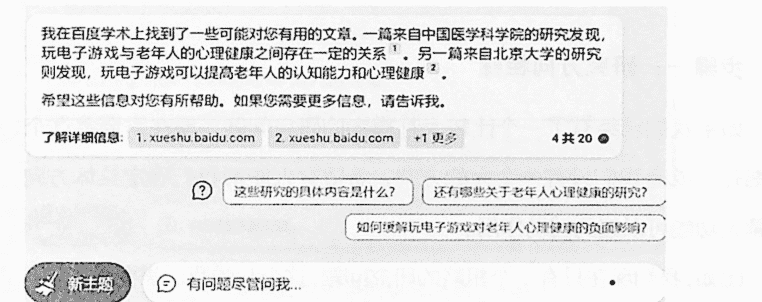 我在百度学术上找到了一些可能对您有用的文章。一篇来自中国医学科学院的研究发现，
玩电子游戏与老年人的心理健康之间存在一定的关系 1 。另一篇来自北京大学的研究
则发现，玩电子游戏可以提高老年人的认知能力和心理健康 2 。
希望这些信息对您有所帮助。如果您需要更多信息，请告诉我。
了解详细信息: 1. xueshu.baidu.com 2. xueshu.baidu.com +1 更多 4 共 20
这些研究的具体内容是什么? 还有哪些关于老年人心理健康的研究?
如何缓解玩电子游戏对老年人心理健康的负面影响?
新主题 有问题尽管问我...